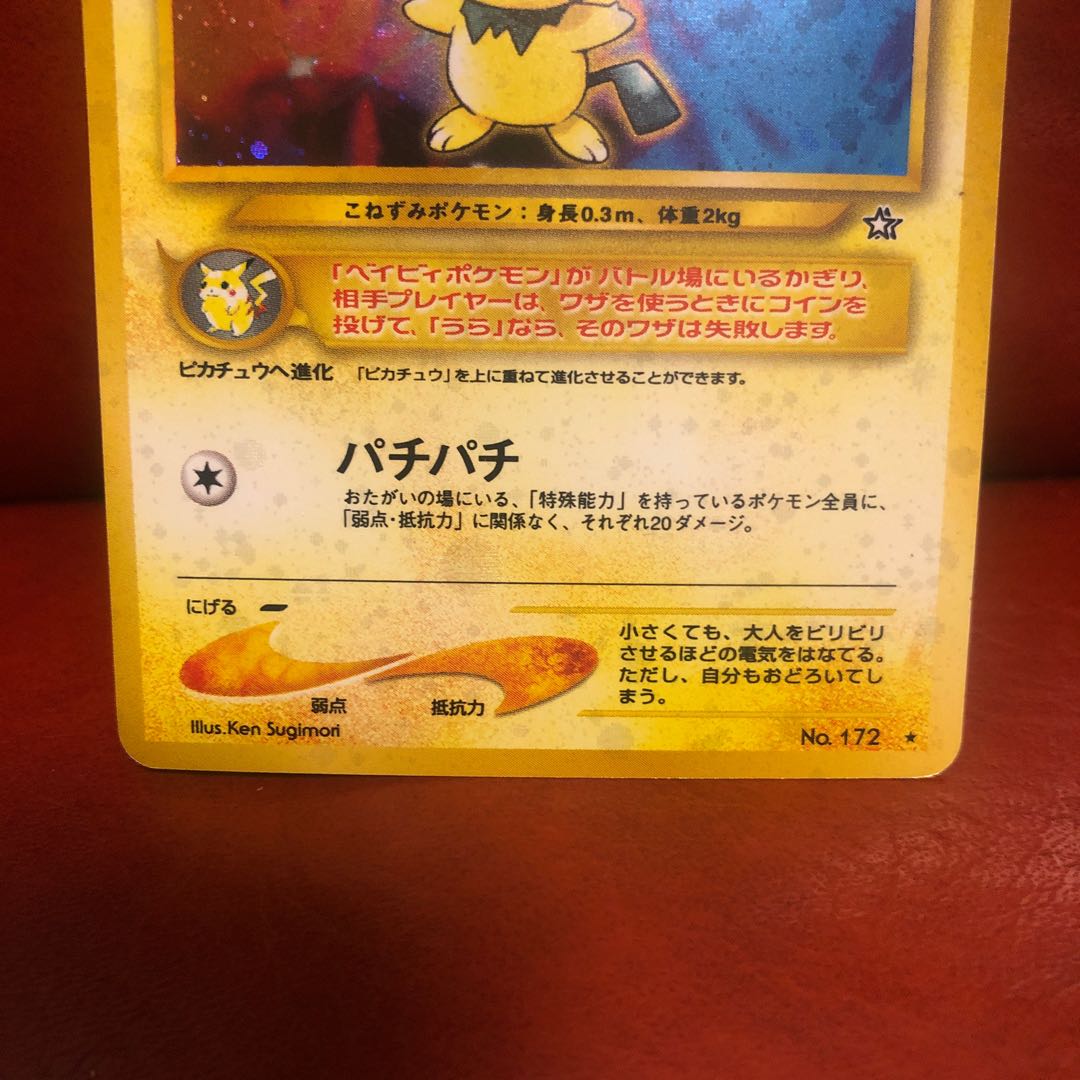 こねずみポケモン：身長0.3m、体重2kg
「ベイビィポケモン」がバトル場にいるかぎり、
相手プレイヤーは、ワザを使うときにコインを
投げて、「うら」なら、そのワザは失敗します。
ピカチュウへ進化 「ピカチュウ」を上に重ねて進化させることができます。
パチパチ
おたがいの場にいる、「特殊能力」を持っているポケモン全員に、
「弱点・抵抗力」に関係なく、それぞれ20ダメージ。
にげる
弱点
抵抗力
小さくても、大人をビリビリ
させるほどの電気をはなてる。
ただし、自分もおどろいてし
まう。
Illus.Ken Sugimori
No. 172 ★